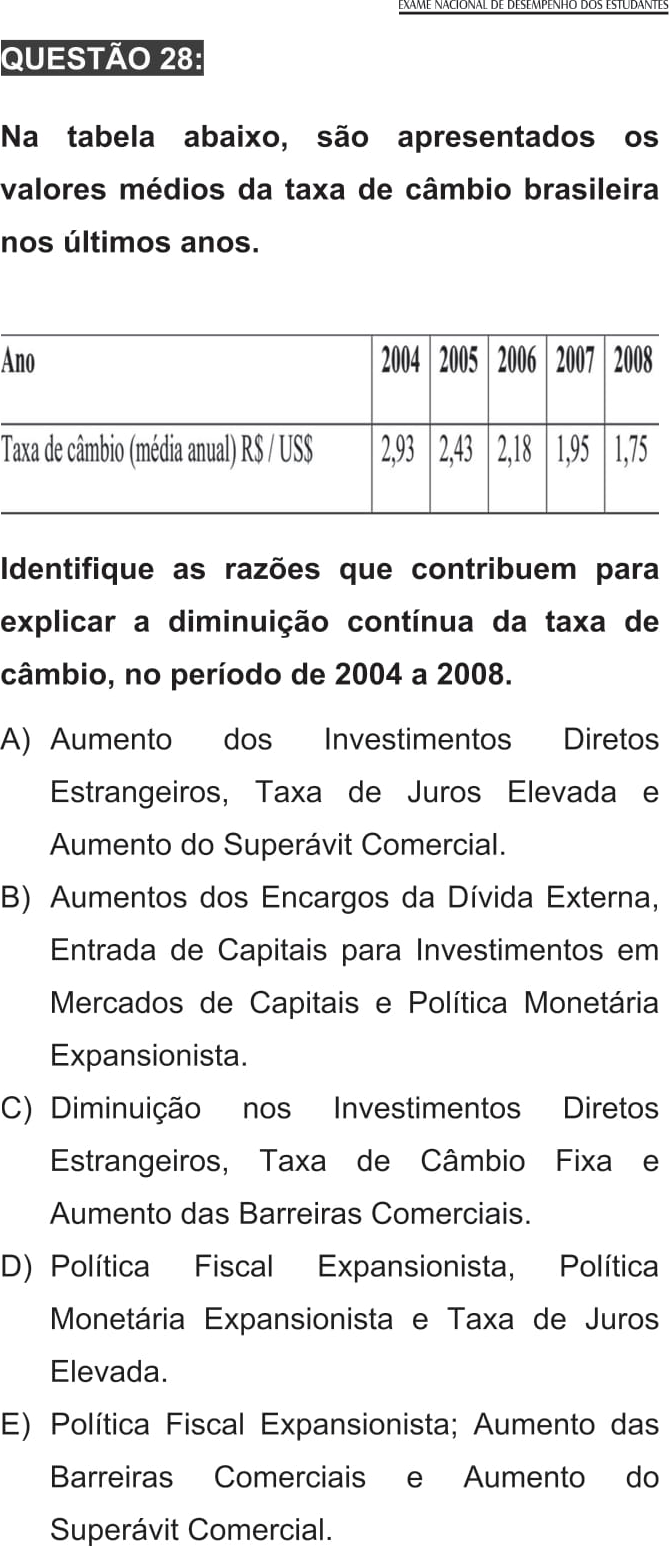 EXAME NACIONAL DE DESEMPENHO DOS ESTUDANTES
QUESTÃO 28:
Na tabela abaixo, são apresentados os
valores médios da taxa de câmbio brasileira
nos últimos anos.
Ano 2004 2005 2006 2007 2008
Taxa de câmbio (média anual) R$ / US$ 2,93 2,43 2,18 1,95 1,75
Identifique as razões que contribuem para
explicar a diminuição contínua da taxa de
câmbio, no período de 2004 a 2008.
A) Aumento dos Investimentos Diretos
Estrangeiros, Taxa de Juros Elevada e
Aumento do Superávit Comercial.
B) Aumentos dos Encargos da Dívida Externa,
Entrada de Capitais para Investimentos em
Mercados de Capitais e Política Monetária
Expansionista.
C) Diminuição nos Investimentos Diretos
Estrangeiros, Taxa de Câmbio Fixa e
Aumento das Barreiras Comerciais.
D) Política Fiscal Expansionista, Política
Monetária Expansionista e Taxa de Juros
Elevada.
E) Política Fiscal Expansionista; Aumento das
Barreiras Comerciais e Aumento do
Superávit Comercial.